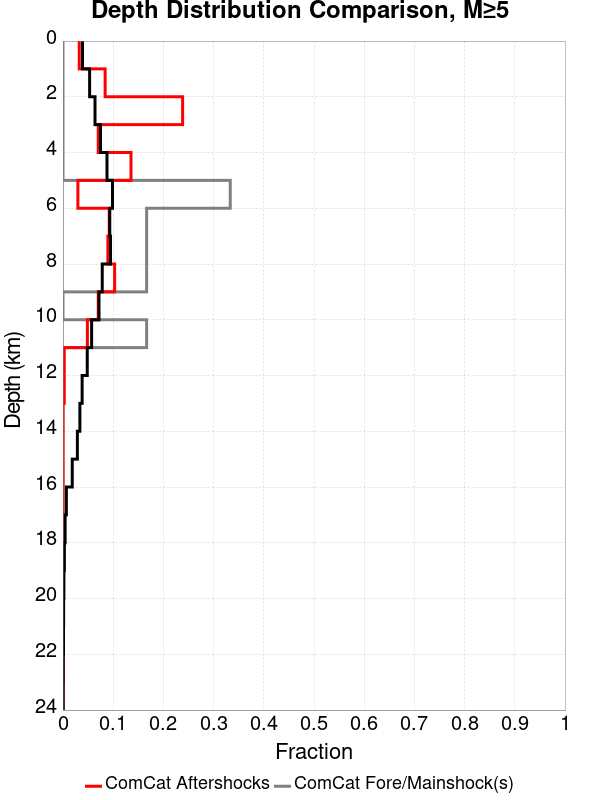 Depth Distribution Comparison, M≥5
0
2
4
6
8
10
12
14
16
18
20
22
24
Depth (km)
0 0.1 0.2 0.3 0.4 0.5 0.6 0.7 0.8 0.9 1
Fraction
ComCat Aftershocks ComCat Fore/Mainshock(s)